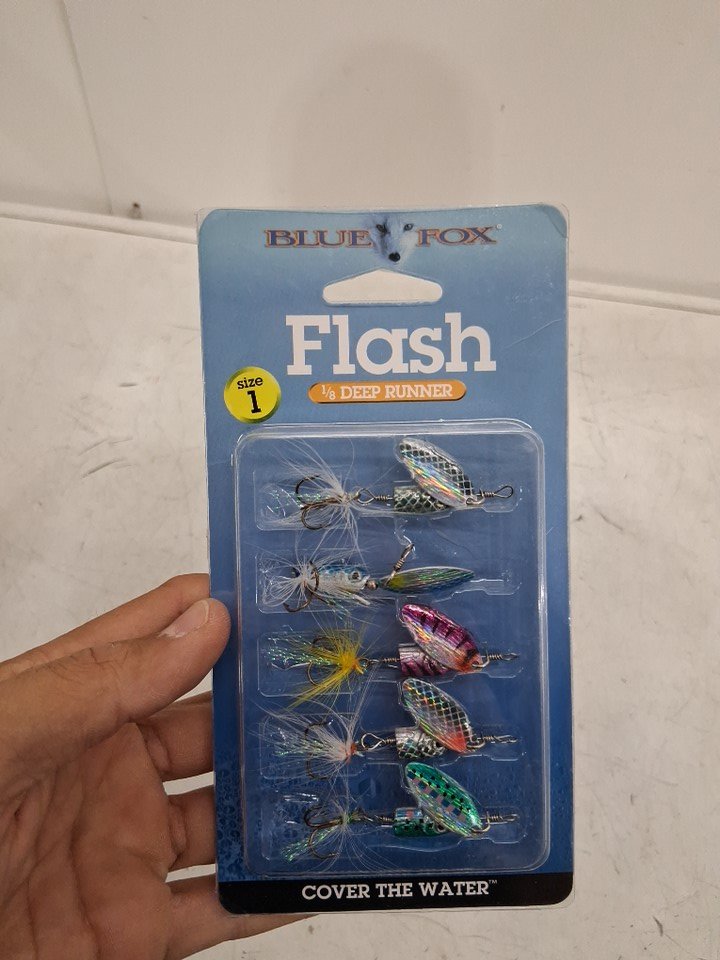 BLUE FOX®
Flash
size
1
1/8 DEEP RUNNER
COVER THE WATER™